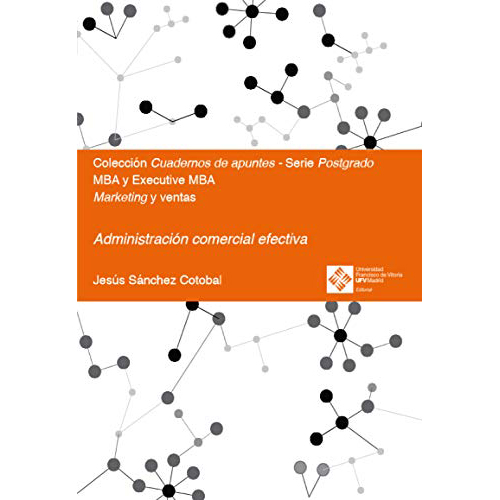 Colección Cuadernos de apuntes - Serie Postgrado
MBA y Executive MBA
Marketing y ventas
Administración comercial efectiva
Jesús Sánchez Cotobal
Universidad
Francisco de Vitoria
UFV Madrid
Editorial